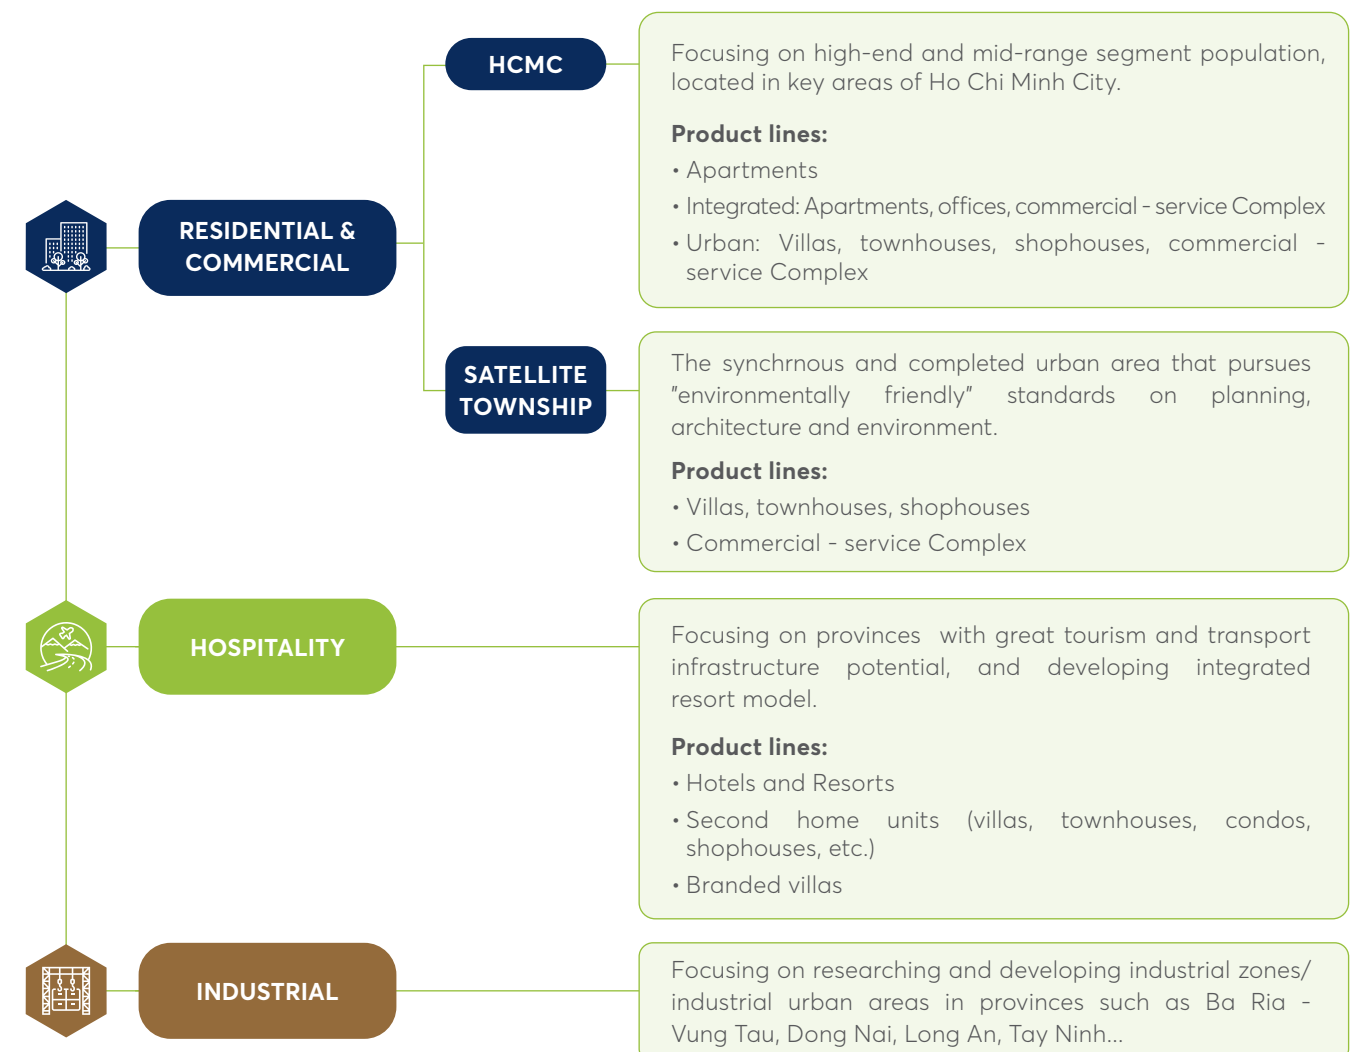 HCMC
Focusing on high-end and mid-range segment population,
located in key areas of Ho Chi Minh City.
Product lines:
• Apartments
• Integrated: Apartments, offices, commercial - service Complex
• Urban: Villas, townhouses, shophouses, commercial -
service Complex
RESIDENTIAL &
COMMERCIAL
SATELLITE
TOWNSHIP
The synchrnous and completed urban area that pursues
"environmentally friendly" standards on planning,
architecture and environment.
Product lines:
• Villas, townhouses, shophouses
• Commercial - service Complex
HOSPITALITY
Focusing on provinces with great tourism and transport
infrastructure potential, and developing integrated
resort model.
Product lines:
• Hotels and Resorts
• Second home units (villas, townhouses, condos,
shophouses, etc.)
• Branded villas
INDUSTRIAL
Focusing on researching and developing industrial zones/
industrial urban areas in provinces such as Ba Ria -
Vung Tau, Dong Nai, Long An, Tay Ninh...